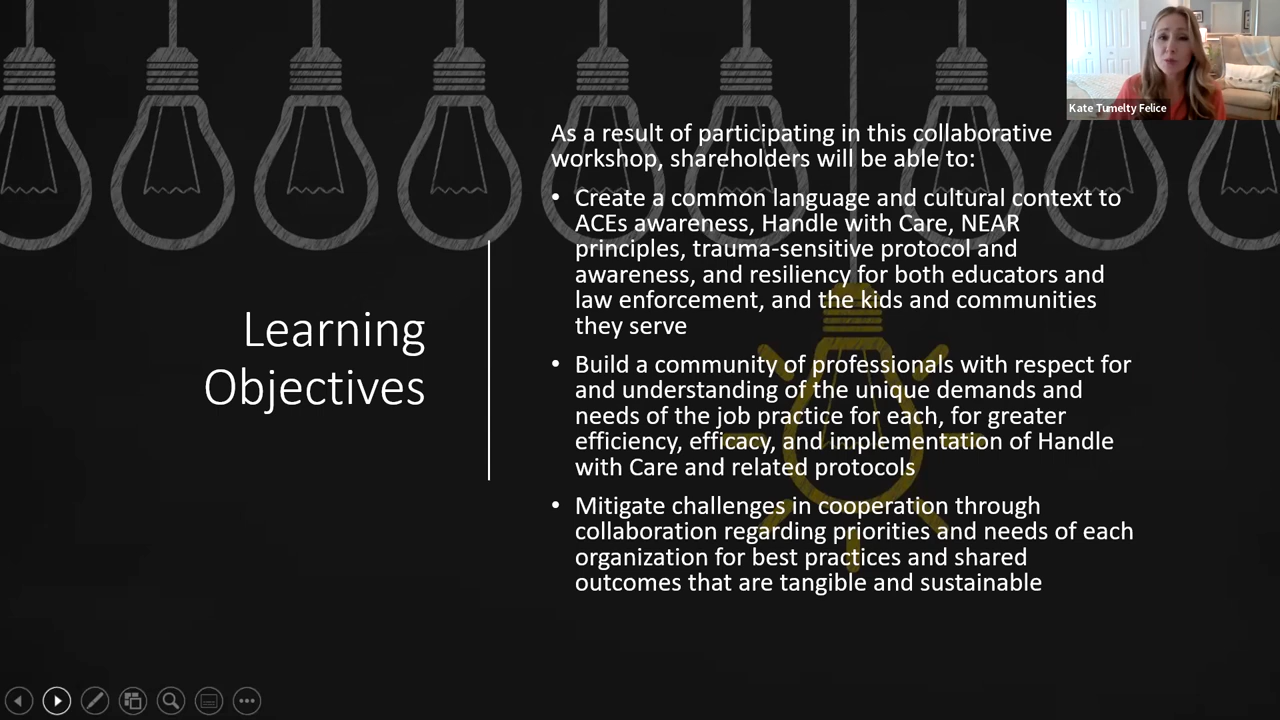 Kate Tumelty Felice
As a result of participating in this collaborative
workshop, shareholders will be able to:
• Create a common language and cultural context to
ACEs awareness, Handle with Care, NEAR
principles, trauma-sensitive protocol and
awareness, and resiliency for both educators and
law enforcement, and the kids and communities
they serve
Learning
Objectives
• Build a community of professionals with respect for
and understanding of the unique demands and
needs of the job practice for each, for greater
efficiency, efficacy, and implementation of Handle
with Care and related protocols
• Mitigate challenges in cooperation through
collaboration regarding priorities and needs of each
organization for best practices and shared
outcomes that are tangible and sustainable